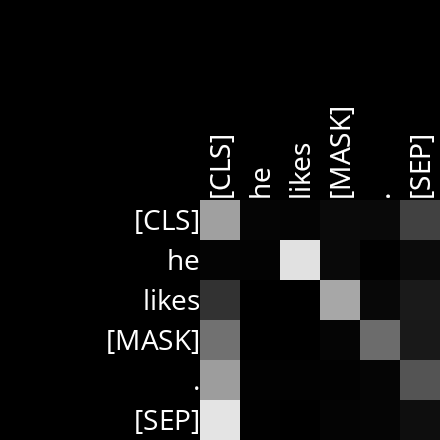 [CLS]
he
likes
[MASK]
.
[SEP]
[CLS]
he
likes
[MASK]
.
[SEP]